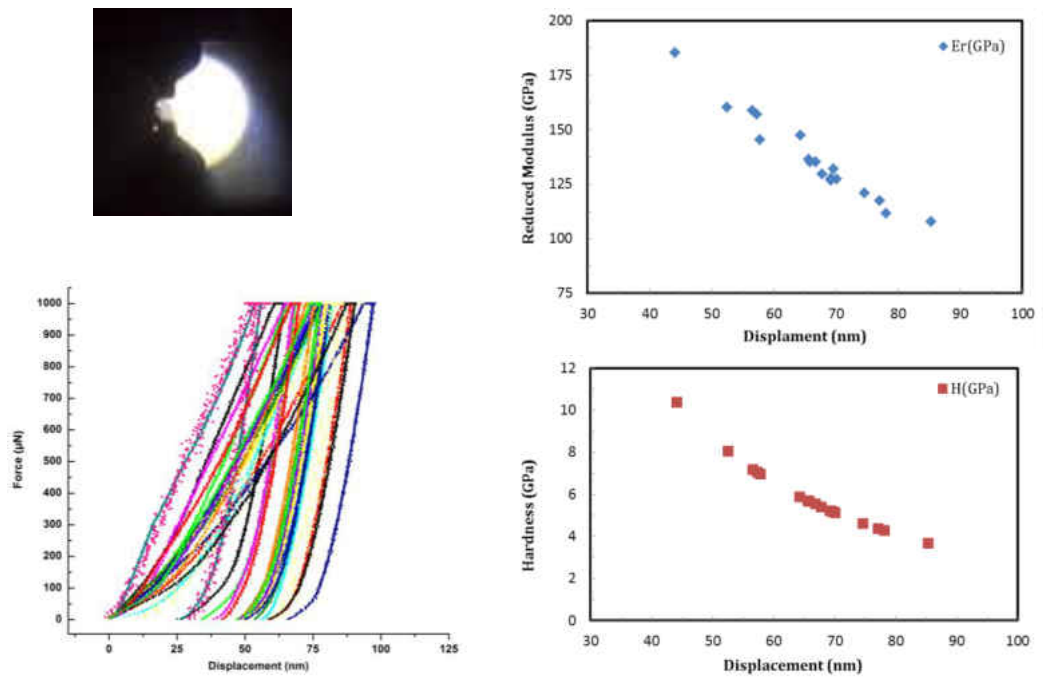 200
175
150
125
100
75
Reduced Modulus (GPa)
Er(GPa)
30 40 50 60 70 80 90 100
Displament (nm)
1000
900
800
700
600
500
400
300
200
100
0
Force (µN)
0 25 50 75 100 125
Displacement (nm)
12
10
8
6
4
2
0
Hardness (GPa)
H(GPa)
30 40 50 60 70 80 90 100
Displacement (nm)